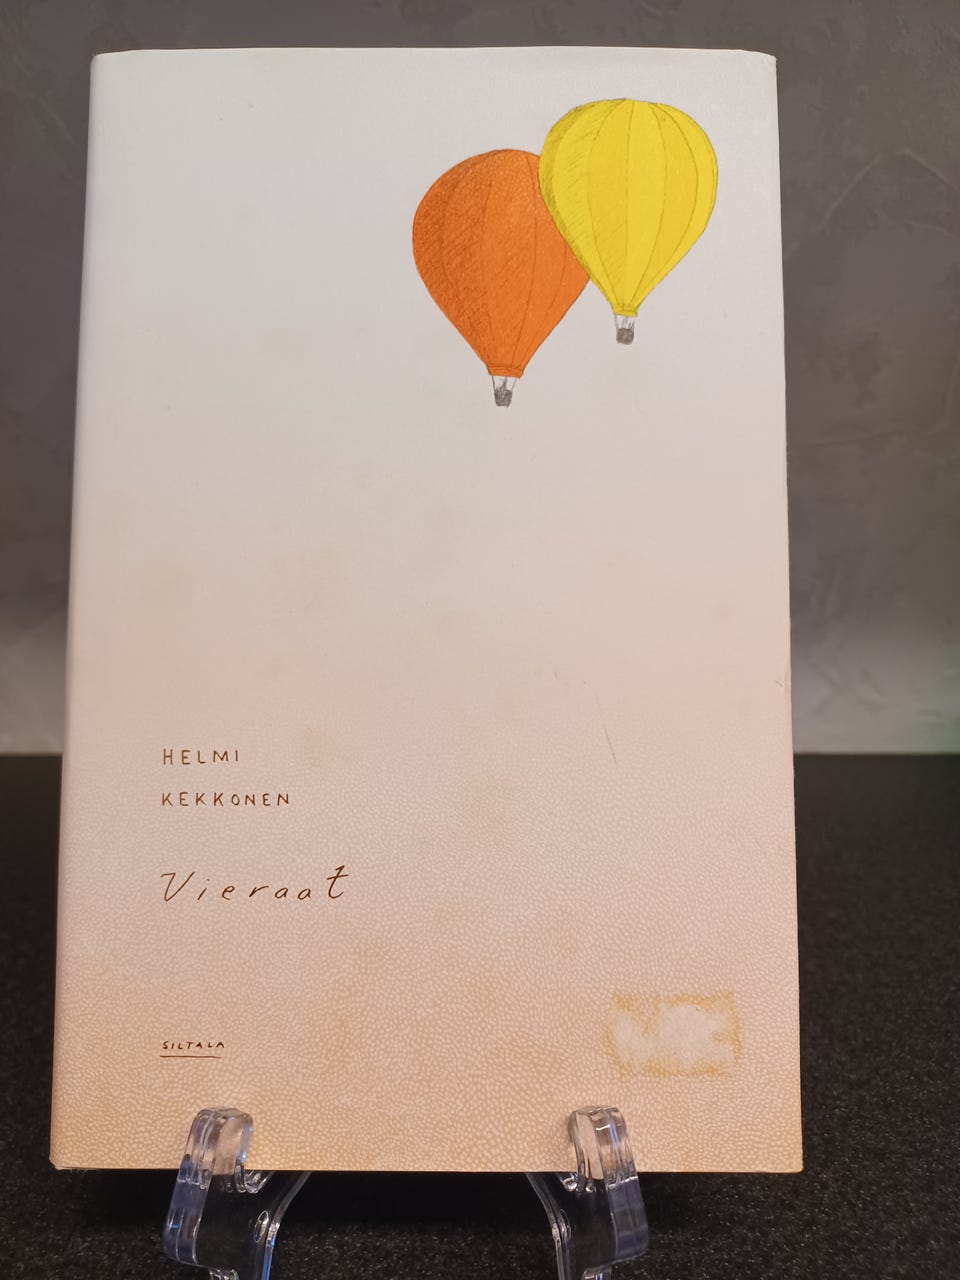 HELMI
KEKKONEN
Vieraat
SILTALA